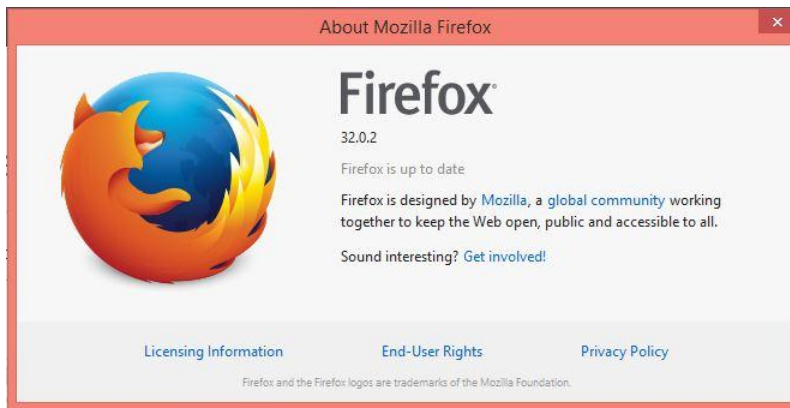 About Mozilla Firefox
Firefox
32.0.2
Firefox is up to date
Firefox is designed by Mozilla, a global community working
together to keep the Web open, public and accessible to all.
Sound interesting? Get involved!
Licensing Information End-User Rights Privacy Policy
Firefox and the Firefox logos are trademarks of the Mozilla Foundation.